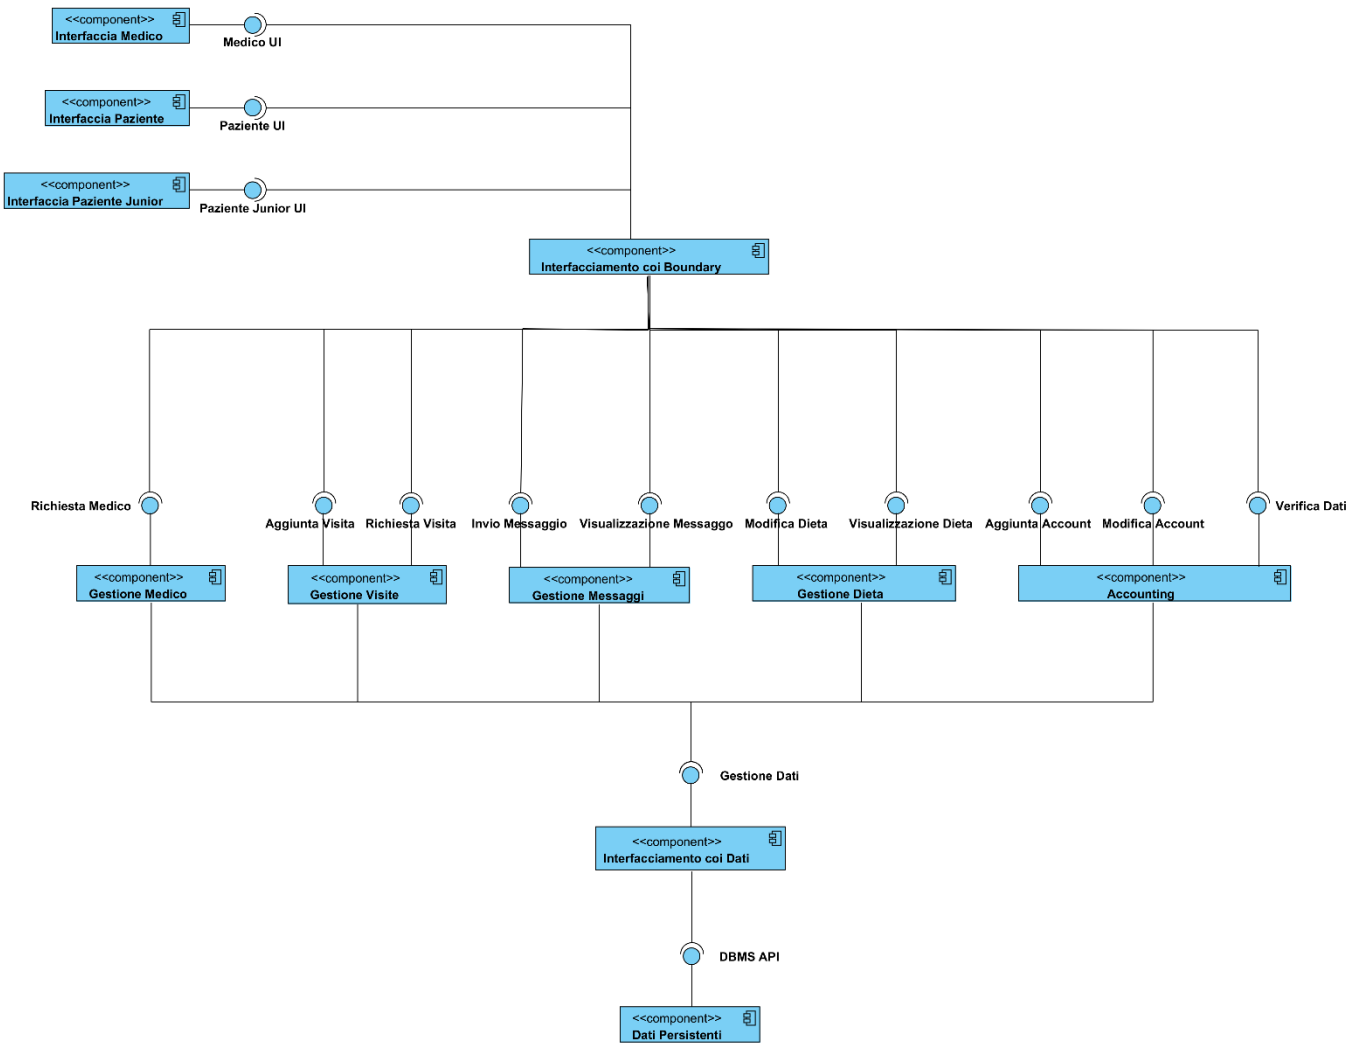 <<component>>
Interfaccia Medico
Medico UI
<<component>>
Interfaccia Paziente
Paziente UI
<<component>>
Interfaccia Paziente Junior
Paziente Junior UI
<<component>>
Interfacciamento coi Boundary
Richiesta Medico
Aggiunta Visita
Richiesta Visita
Invio Messaggio
Visualizzazione Messaggo
Modifica Dieta
Visualizzazione Dieta
Aggiunta Account
Modifica Account
Verifica Dati
<<component>>
Gestione Medico
<<component>>
Gestione Visite
<<component>>
Gestione Messaggi
<<component>>
Gestione Dieta
<<component>>
Accounting
Gestione Dati
<<component>>
Interfacciamento coi Dati
DBMS API
<<component>>
Dati Persistenti